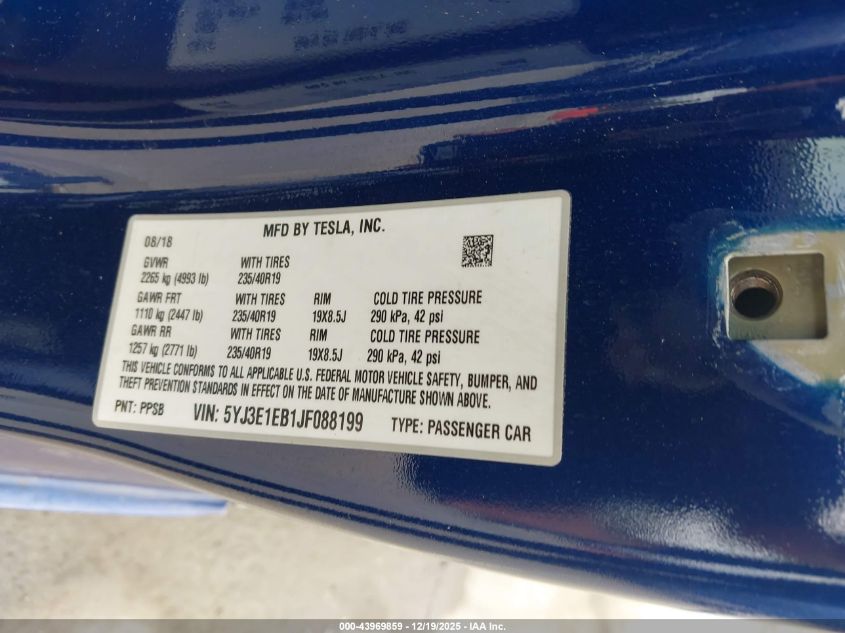 MFD BY TESLA, INC.
08/18
GVWR WITH TIRES
2265 kg (4993 lb) 235/40R19
GAWR FRT WITH TIRES RIM COLD TIRE PRESSURE
1110 kg (2447 lb) 235/40R19 19X8.5J 290 kPa, 42 psi
GAWR RR WITH TIRES RIM COLD TIRE PRESSURE
1257 kg (2771 lb) 235/40R19 19X8.5J 290 kPa, 42 psi
THIS VEHICLE CONFORMS TO ALL APPLICABLE U.S. FEDERAL MOTOR VEHICLE SAFETY, BUMPER, AND
THEFT PREVENTION STANDARDS IN EFFECT ON THE DATE OF MANUFACTURE SHOWN ABOVE.
PNT: PPSB VIN: 5YJ3E1EB1JF088199 TYPE: PASSENGER CAR
000-43969859 - 12/19/2025 - IAA Inc.